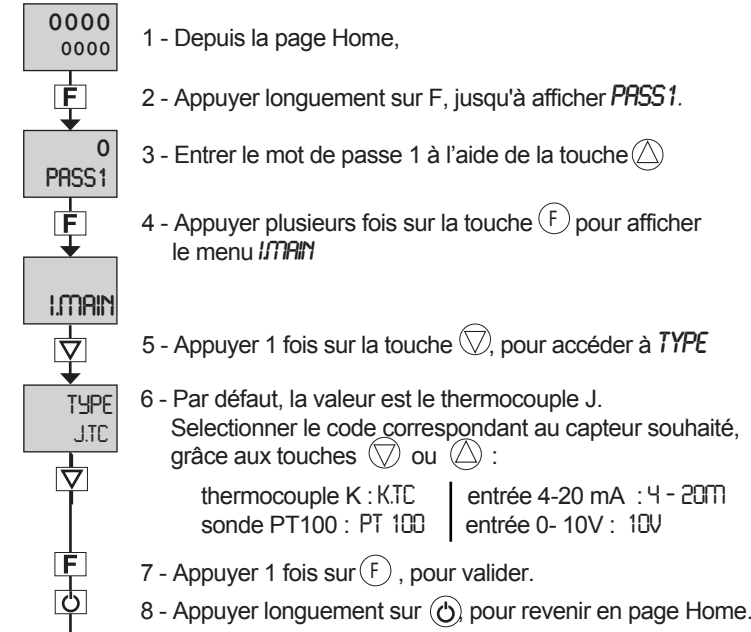 0000
0000
1 - Depuis la page Home,
F
2 - Appuyer longuement sur F, jusqu'à afficher PASS1.
0
PASS1
3 - Entrer le mot de passe 1 à l'aide de la touche
F
4 - Appuyer plusieurs fois sur la touche F pour afficher
le menu I.MAIN
I.MAIN
5 - Appuyer 1 fois sur la touche , pour accéder à TYPE
TYPE
J.TC
6 - Par défaut, la valeur est le thermocouple J.
Selectionner le code correspondant au capteur souhaité,
grâce aux touches ou :
thermocouple K : K.TC entrée 4-20 mA : 4 - 20M
sonde PT100 : PT 100 entrée 0- 10V : 10V
F
7 - Appuyer 1 fois sur F , pour valider.
8 - Appuyer longuement sur , pour revenir en page Home.